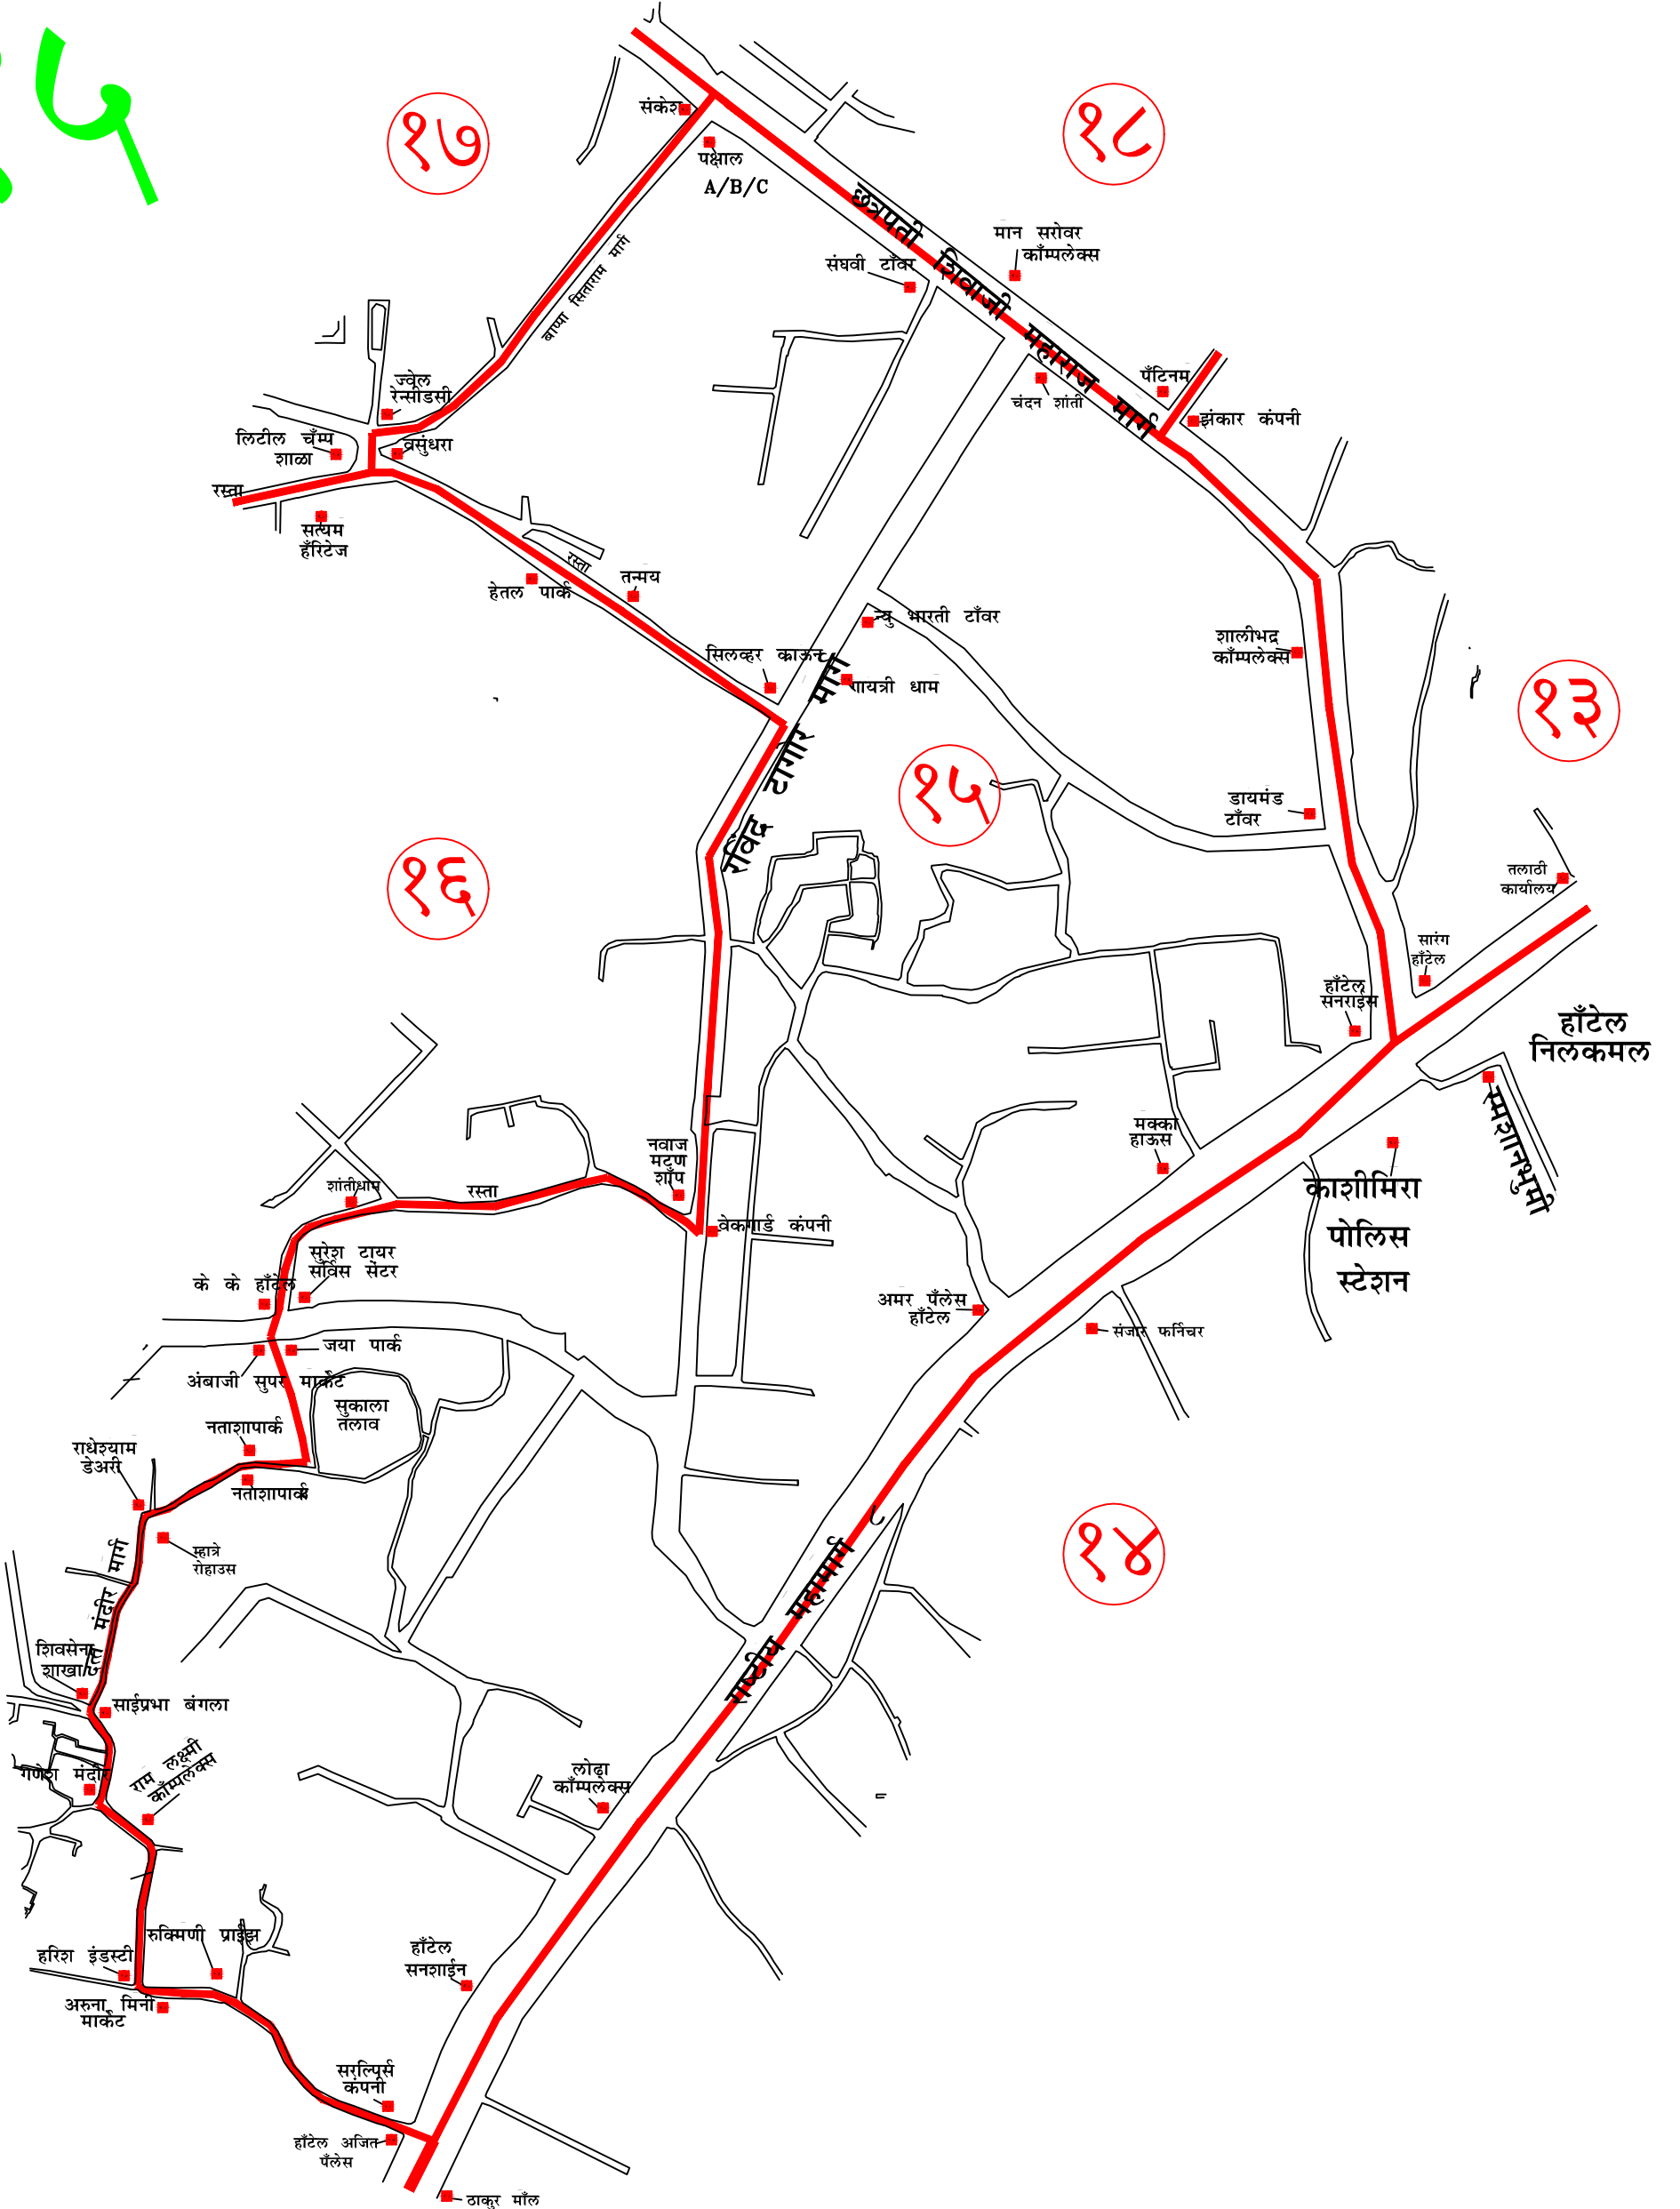 ५
१७
१८
संकेश
पक्षाल
A/B/C
छत्रपती शिवाजी महाराज मार्ग
मान सरोवर
कॉंम्पलेक्स
संघवी टॉंवर
बाप्पा सिताराम मार्ग
चंदन शांती
पॅंटिनम
झंकार कंपनी
ज्वेल
रेन्सीडसी
लिटील चॅंम्प
शाळा
वसुंधरा
रस्ता
सत्यम
हॅंरिटेज
हेतल पार्क
रस्ता
तन्मय
न्यु भारती टॉंवर
सिलव्हर क्राऊन
गायत्री धाम
रविंद्र टागोर मार्ग
शालीभद्र
कॉंम्पलेक्स
१३
१५
डायमंड
टॉंवर
१६
तलाठी
कार्यालय
सारंग
हॉंटेल
हॉंटेल
सनराईस
हॉंटेल
निलकमल
स्मशानभुमी
मक्का
हाऊस
काशीमिरा
पोलिस
स्टेशन
नवाज
मटण
शॉंप
शांतीधाम
रस्ता
वेकगार्ड कंपनी
सुरेश टायर
सर्विस सेंटर
के के हॉंटेल
अमर पॅंलेस
हॉंटेल
संजार फर्निचर
जया पार्क
अंबाजी सुपर मार्केट
सुकाला
तलाव
नताशापार्क
राधेश्याम
डेअरी
नताशापार्क
म्हात्रे
रोहाउस
दत्त मंदीर मार्ग
१४
राष्टीय महामार्ग ८
शिवसेना
शाखा
साईप्रभा बंगला
गणेश मंदीर
राम लक्ष्मी
कॉंम्पलेक्स
लोढा
कॉंम्पलेक्स
रुक्मिणी प्राईझ
हरिश इंडस्टी
हॉंटेल
सनशाईन
अरुना मिनी
मार्केट
सरल्पिर्स
कंपनी
हॉंटेल अजित
पॅंलेस
ठाकुर मॉंल